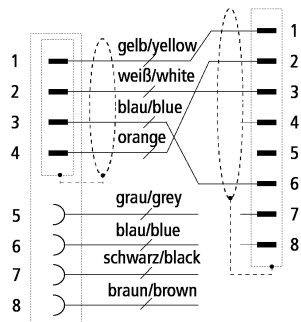 gelb/yellow
1
1
weiß/white
2
2
blau/blue
3
3
orange
4
4
5
6
grau/grey
5
7
blau/blue
6
8
schwarz/black
7
braun/brown
8